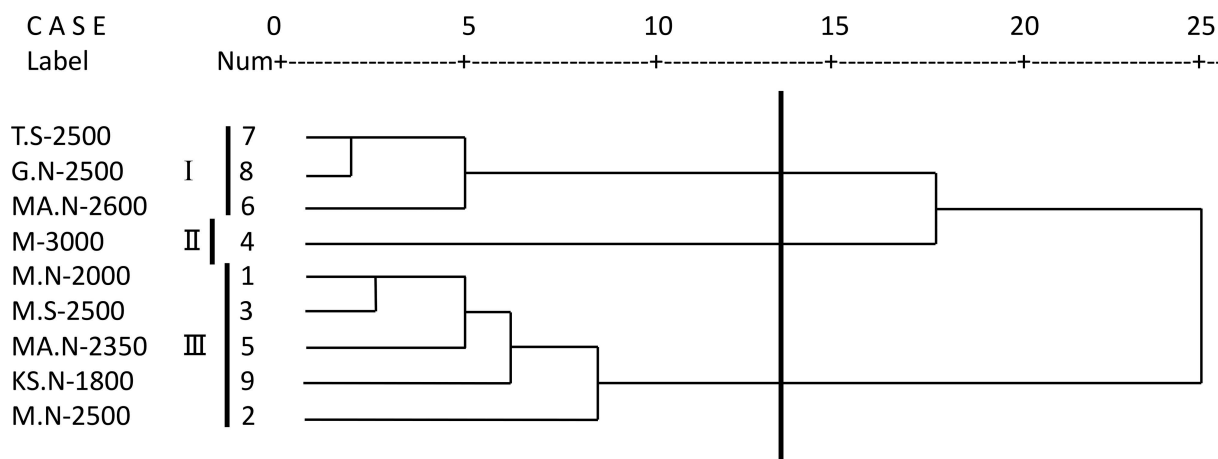 C A S E 0 5 10 15 20 25
Label Num+---------+---------+---------+---------+---------+-
T.S-2500 7
G.N-2500 I 8
MA.N-2600 6
M-3000 II 4
M.N-2000 1
M.S-2500 3
MA.N-2350 III 5
KS.N-1800 9
M.N-2500 2